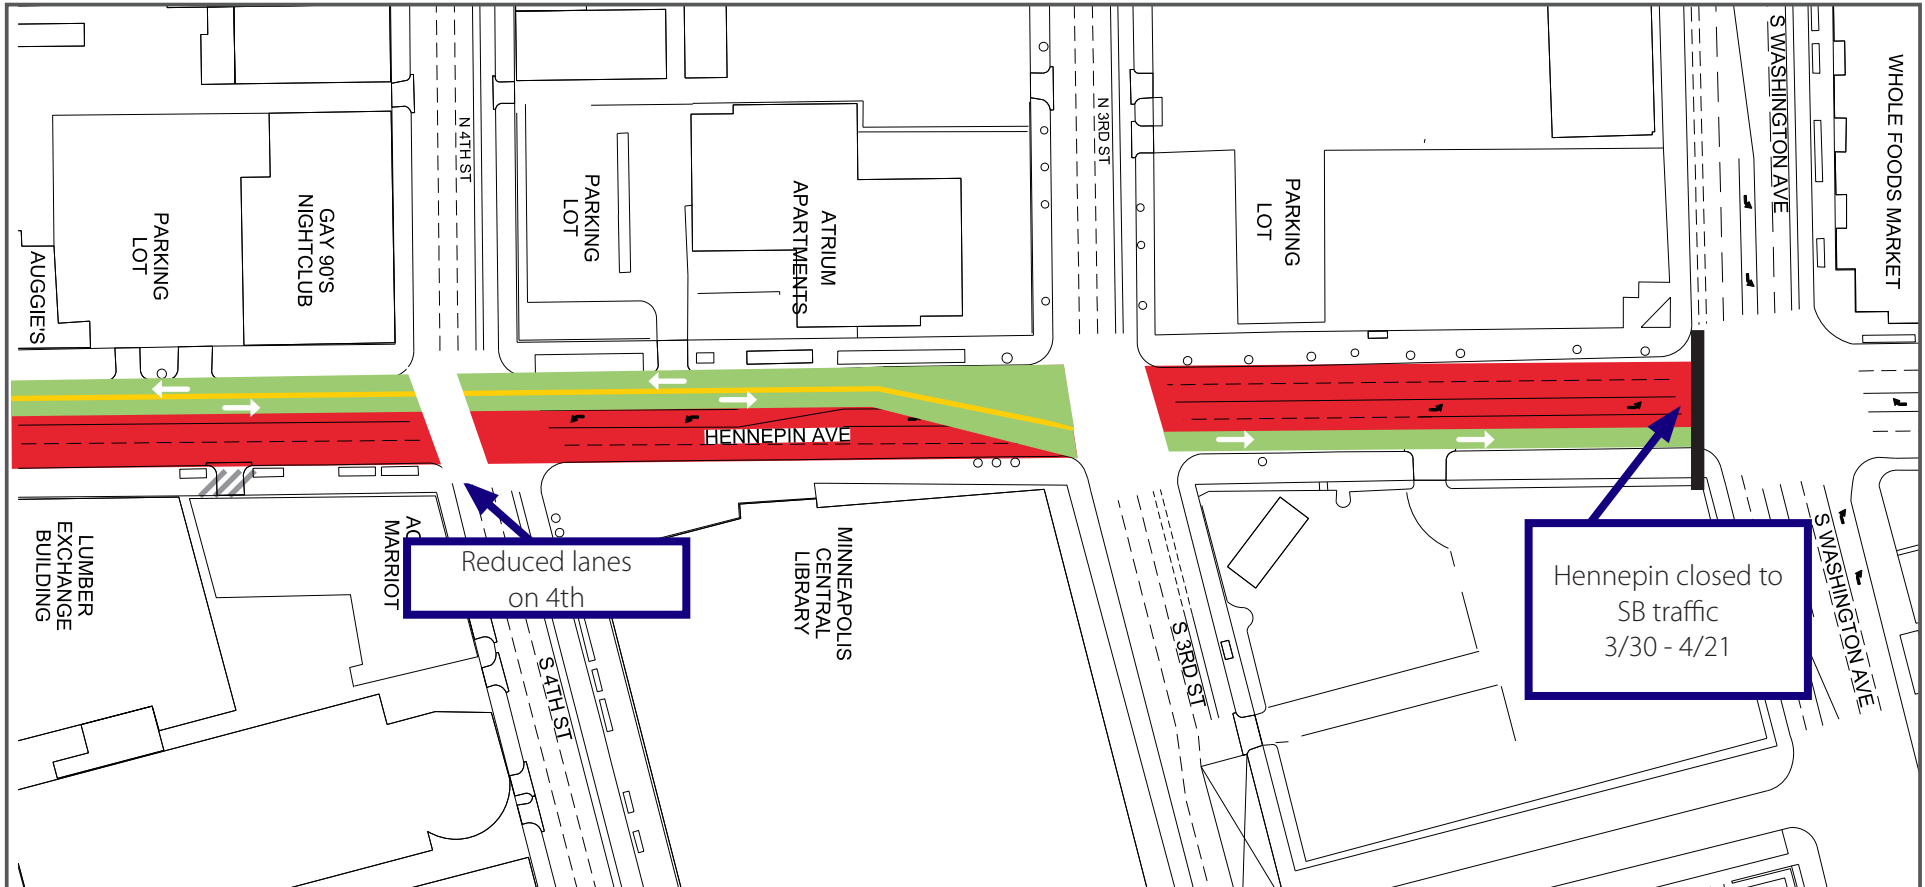 S WASHINGTON AVE
WHOLE FOODS MARKET
N 4TH ST
N 3RD ST
PARKING
LOT
GAY 90'S
NIGHTCLUB
PARKING
LOT
ATRIUM
APARTMENTS
PARKING
LOT
AUGGIE'S
HENNEPIN AVE
LUMBER
EXCHANGE
BUILDING
MARRIOT
Reduced lanes
on 4th
MINNEAPOLIS
CENTRAL
LIBRARY
Hennepin closed to
SB traffic
3/30 - 4/21
S WASHINGTON AVE
S 4TH ST
S 3RD ST